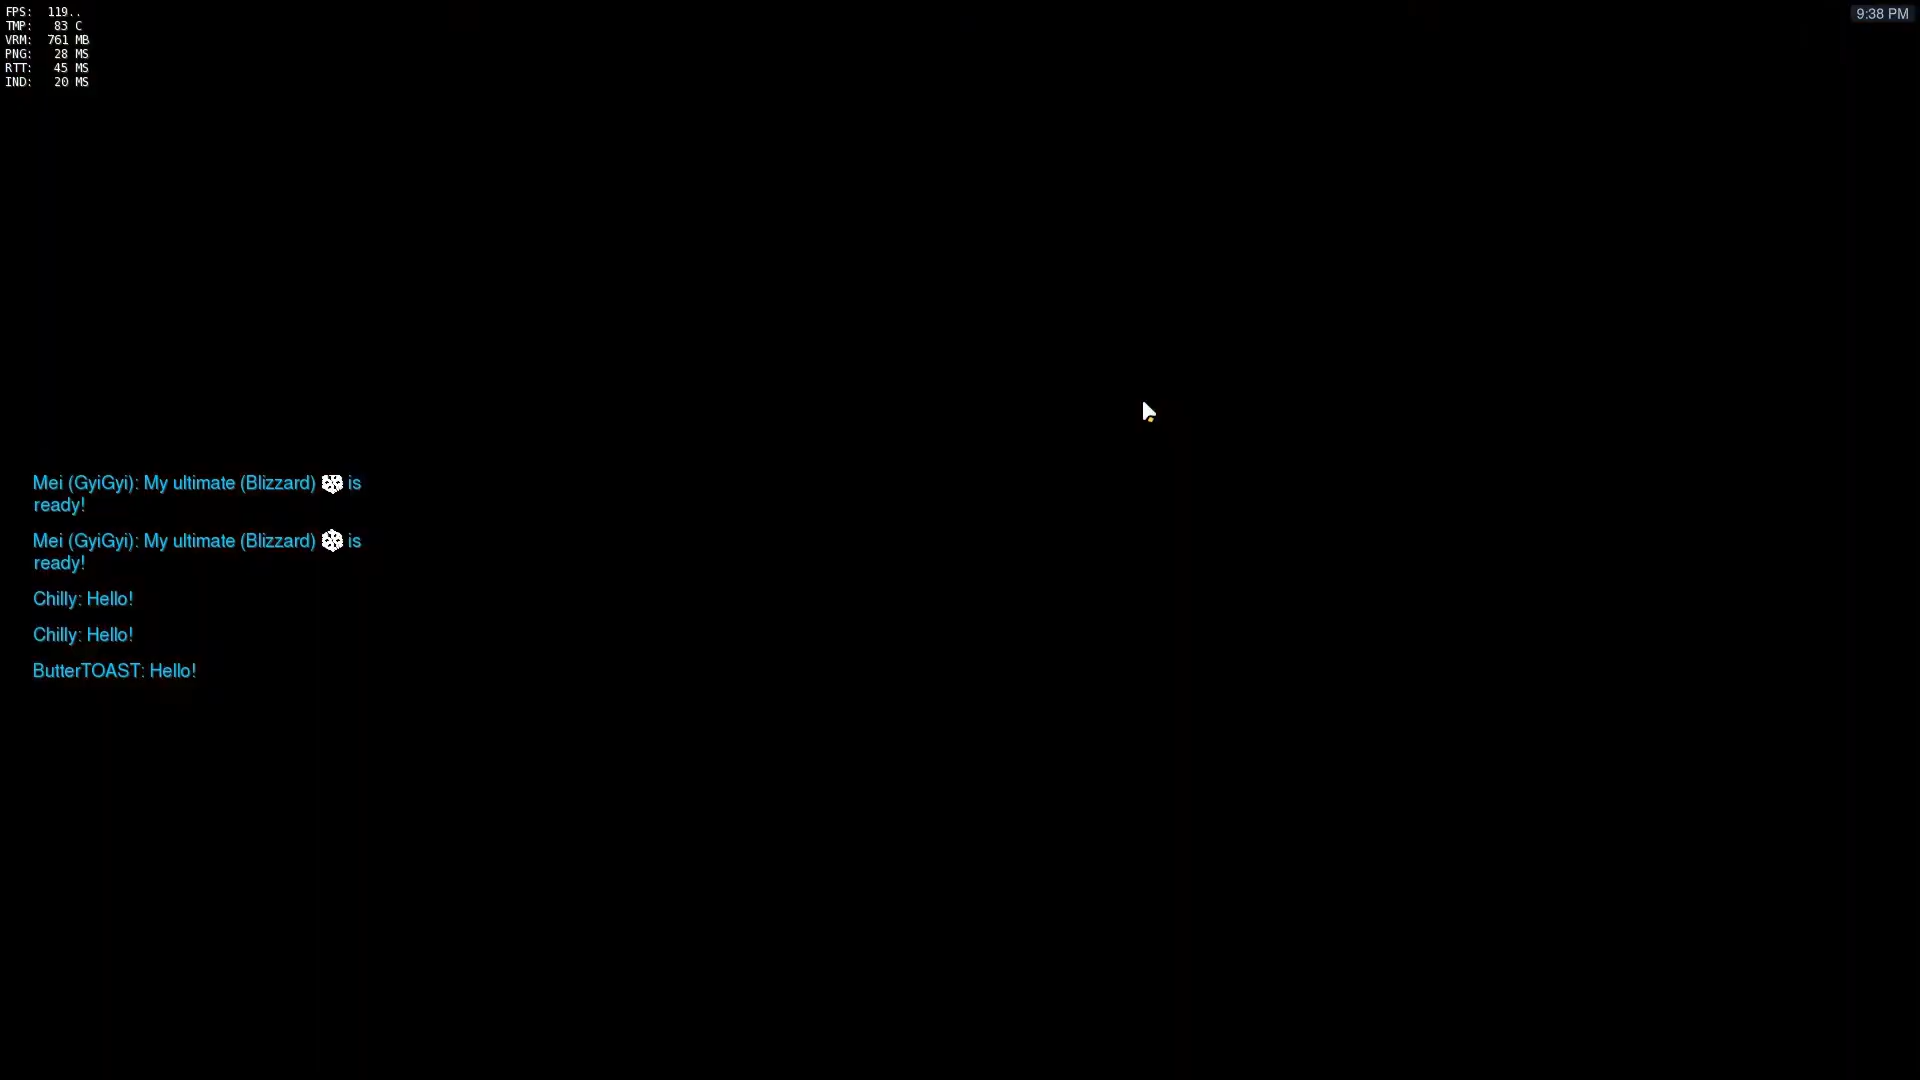 FPS: 119..
TMP: 83 C
VRM: 761 MB
PNG: 28 MS
RTT: 45 MS
IND: 20 MS
9:38 PM
Mei (GyiGyi): My ultimate (Blizzard) is
ready!
Mei (GyiGyi): My ultimate (Blizzard) is
ready!
Chilly: Hello!
Chilly: Hello!
ButterTOAST: Hello!